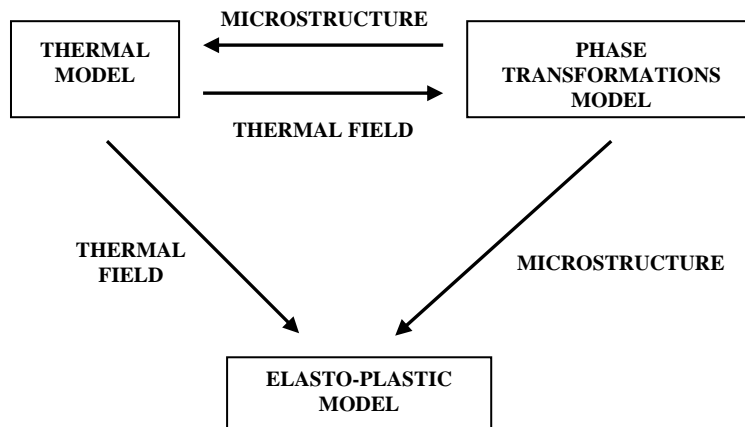 MICROSTRUCTURE
THERMAL
MODEL
PHASE
TRANSFORMATIONS
MODEL
THERMAL FIELD
THERMAL
FIELD
MICROSTRUCTURE
ELASTO-PLASTIC
MODEL